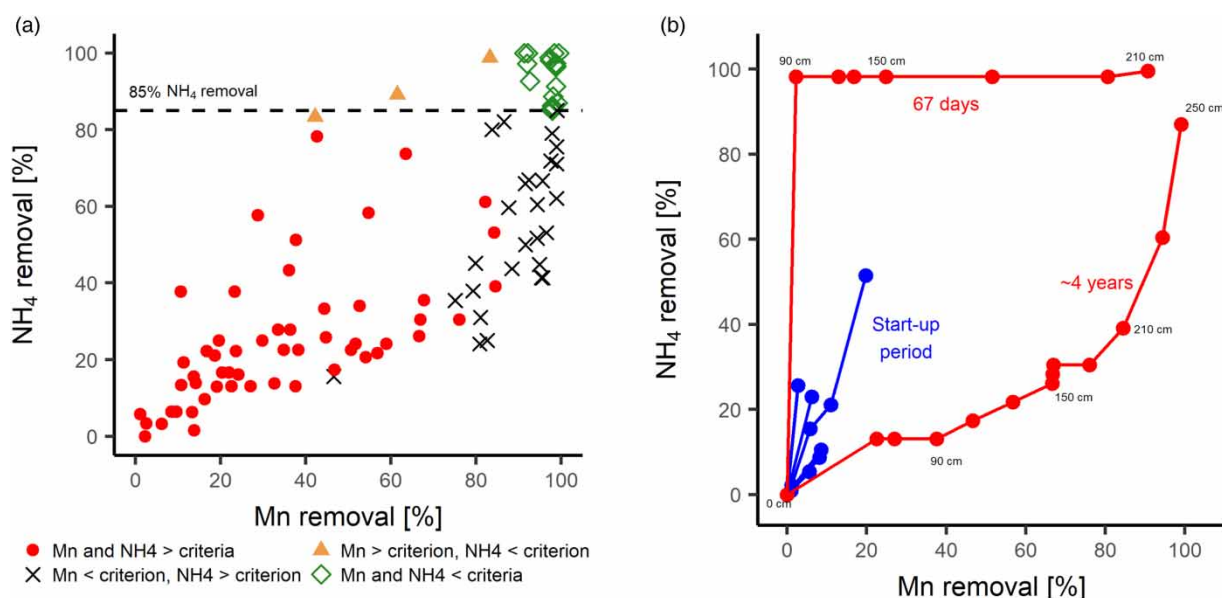 (a)
100
80
60
40
20
0
NH₄ removal [%]
85% NH₄ removal
0 20 40 60 80 100
Mn removal [%]
Mn and NH4 > criteria
Mn > criterion, NH4 < criterion
Mn < criterion, NH4 > criterion
Mn and NH4 < criteria
(b)
100
80
60
40
20
0
NH₄ removal [%]
90 cm 150 cm 210 cm
67 days
250 cm
~4 years
Start-up
period
210 cm
150 cm
90 cm
0 cm
0 20 40 60 80 100
Mn removal [%]